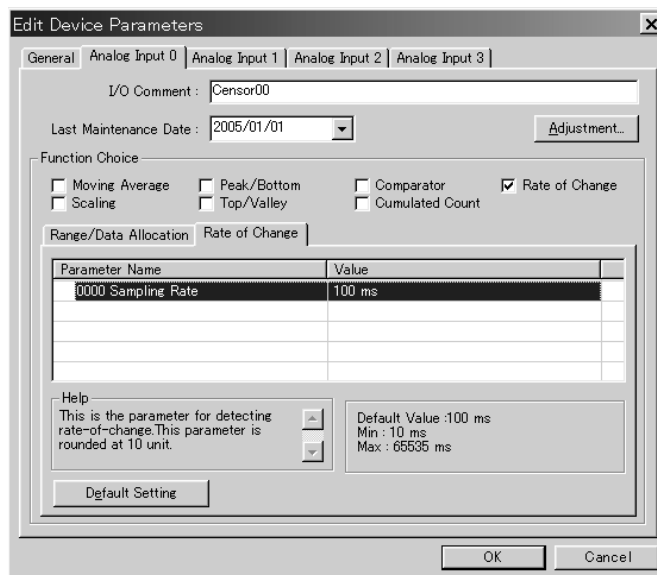 Edit Device Parameters
General Analog Input 0 Analog Input 1 Analog Input 2 Analog Input 3
I/O Comment : Censor00
Last Maintenance Date : 2005/01/01 Adjustment...
Function Choice
Moving Average Peak/Bottom Comparator Rate of Change
Scaling Top/Valley Cumulated Count
Range/Data Allocation Rate of Change
Parameter Name Value
0000 Sampling Rate 100 ms
Help
This is the parameter for detecting
rate-of-change.This parameter is
rounded at 10 unit.
Default Value :100 ms
Min : 10 ms
Max : 65535 ms
Default Setting
OK Cancel